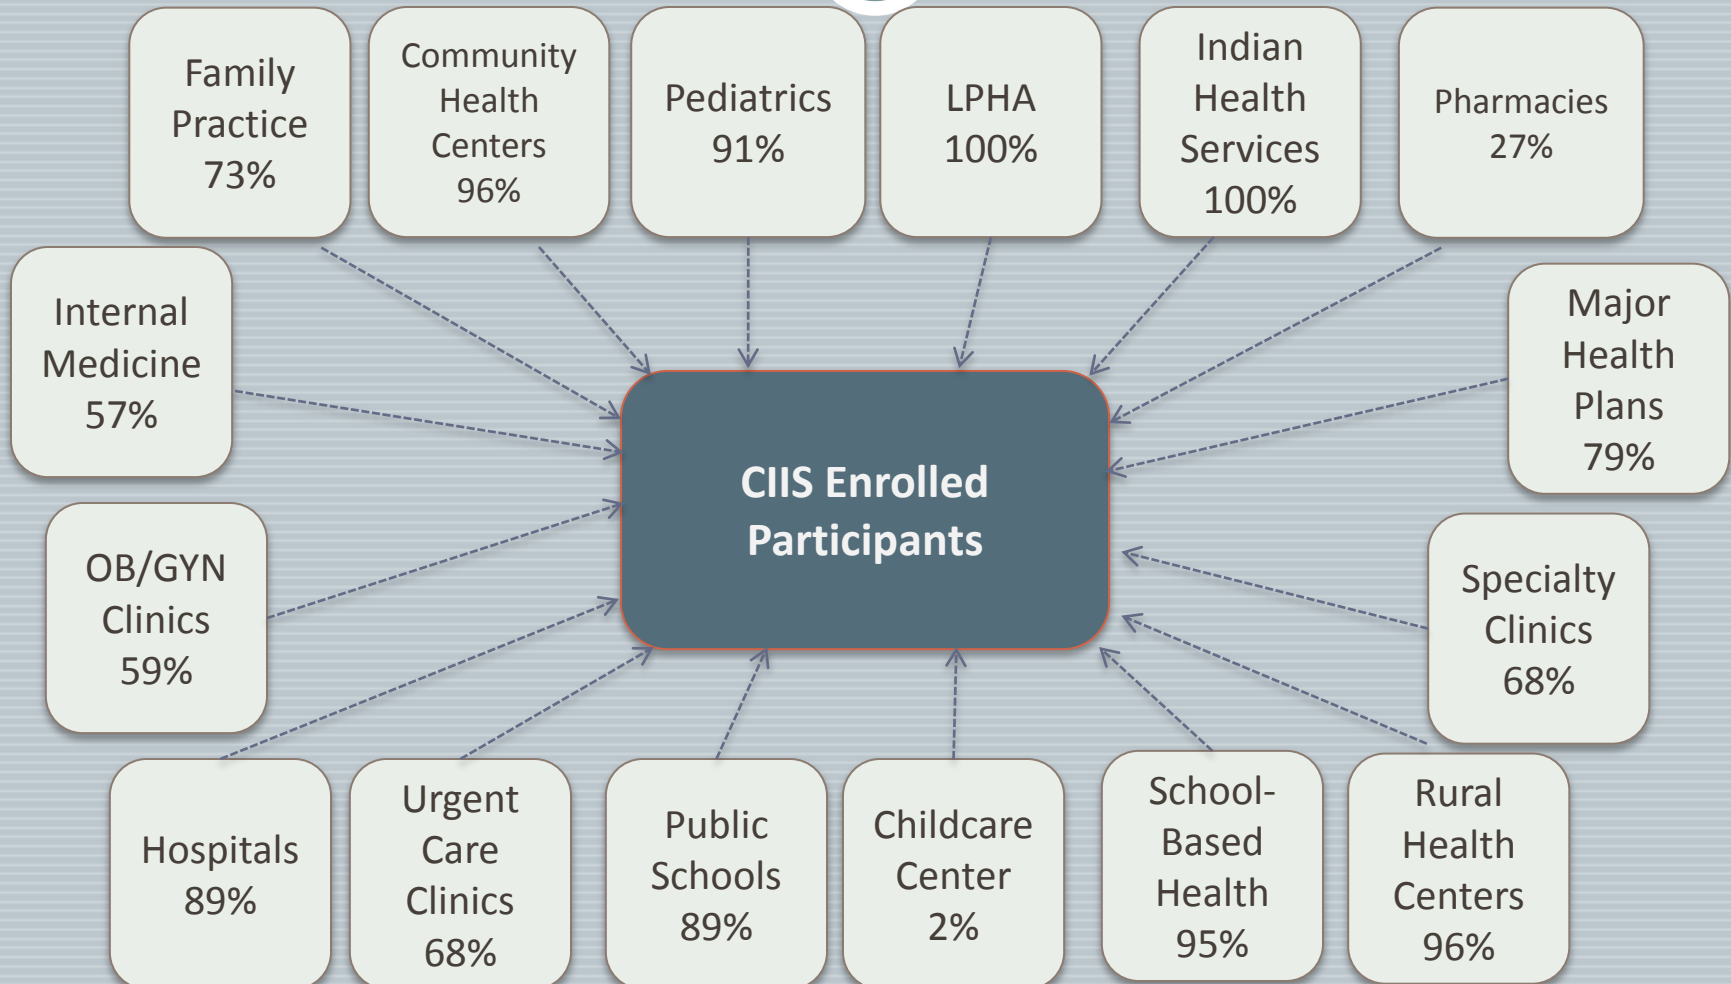 Family
Practice
73%
Community
Health
Centers
96%
Pediatrics
91%
LPHA
100%
Indian
Health
Services
100%
Pharmacies
27%
Internal
Medicine
57%
Major
Health
Plans
79%
CIIS Enrolled
Participants
OB/GYN
Clinics
59%
Specialty
Clinics
68%
Hospitals
89%
Urgent
Care
Clinics
68%
Public
Schools
89%
Childcare
Center
2%
School-
Based
Health
95%
Rural
Health
Centers
96%